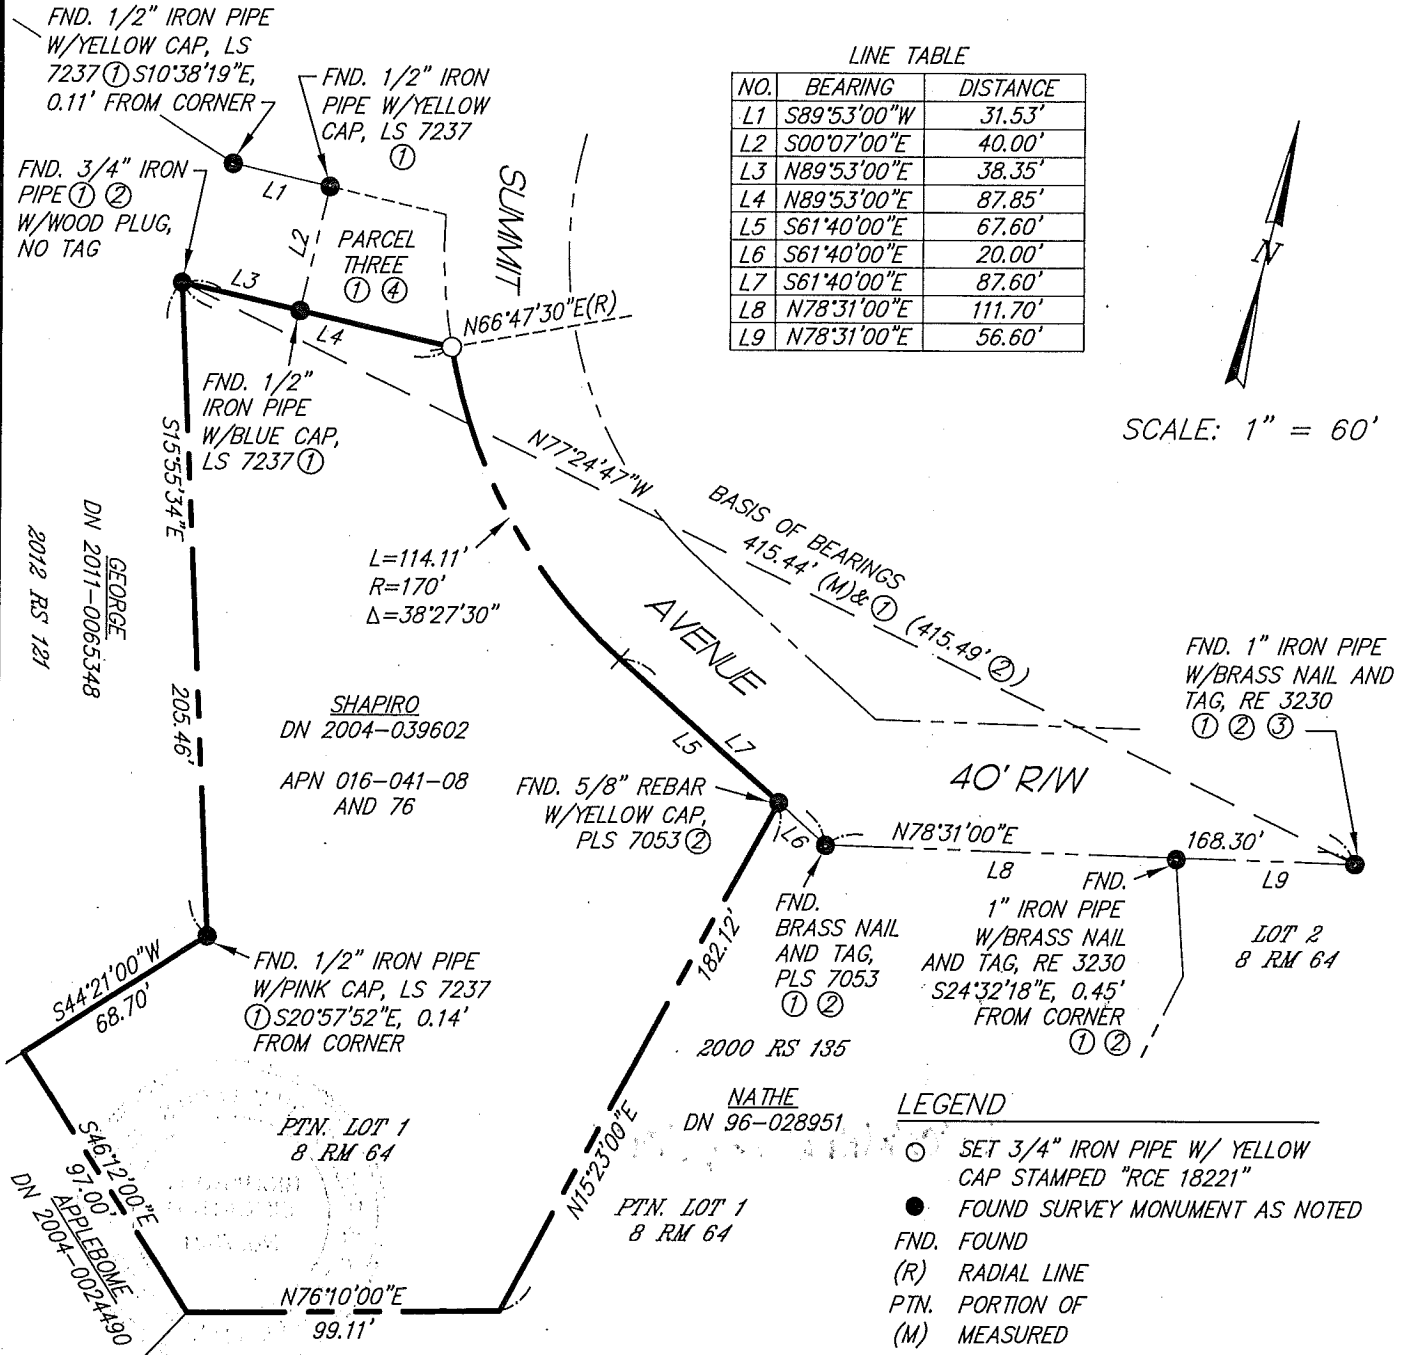 FND. 1/2" IRON PIPE
W/YELLOW CAP, LS
7237 ① S10°38'19"E,
0.11' FROM CORNER
FND. 1/2" IRON
PIPE W/YELLOW
CAP, LS 7237
①
FND. 3/4" IRON
PIPE ① ②
W/WOOD PLUG,
NO TAG
L1
L2
L3
L4
PARCEL
THREE
① ④
SUMMIT
N66°47'30"E(R)
LINE TABLE
NO. BEARING DISTANCE
L1 S89°53'00"W 31.53'
L2 S00°07'00"E 40.00'
L3 N89°53'00"E 38.35'
L4 N89°53'00"E 87.85'
L5 S61°40'00"E 67.60'
L6 S61°40'00"E 20.00'
L7 S61°40'00"E 87.60'
L8 N78°31'00"E 111.70'
L9 N78°31'00"E 56.60'
N
SCALE: 1" = 60'
FND. 1/2"
IRON PIPE
W/BLUE CAP,
LS 7237 ①
S15°55'34"E
205.46'
N77°24'47"W
BASIS OF BEARINGS
415.44' (M)& ① (415.49' ②)
GEORGE
DN 2011-0065348
2012 RS 121
L=114.11'
R=170'
Δ=38°27'30"
AVENUE
SHAPIRO
DN 2004-039602
APN 016-041-08
AND 76
L5
L7
L6
FND. 5/8" REBAR
W/YELLOW CAP,
PLS 7053 ②
40' R/W
FND. 1" IRON PIPE
W/BRASS NAIL AND
TAG, RE 3230
① ② ③
N78°31'00"E
168.30'
L8
L9
FND.
BRASS NAIL
AND TAG,
PLS 7053
① ②
FND.
1" IRON PIPE
W/BRASS NAIL
AND TAG, RE 3230
S24°32'18"E, 0.45'
FROM CORNER
① ②
LOT 2
8 RM 64
S44°21'00"W
68.70'
FND. 1/2" IRON PIPE
W/PINK CAP, LS 7237
① S20°57'52"E, 0.14'
FROM CORNER
182.12'
N15°23'00"E
2000 RS 135
NATHE
DN 96-028951
PTN. LOT 1
8 RM 64
PTN. LOT 1
8 RM 64
S46°12'00"E
97.00'
APPLEBOME
DN 2004-0024490
N76°10'00"E
99.11'
LEGEND
SET 3/4" IRON PIPE W/ YELLOW
CAP STAMPED "RCE 18221"
FOUND SURVEY MONUMENT AS NOTED
FND. FOUND
(R) RADIAL LINE
PTN. PORTION OF
(M) MEASURED